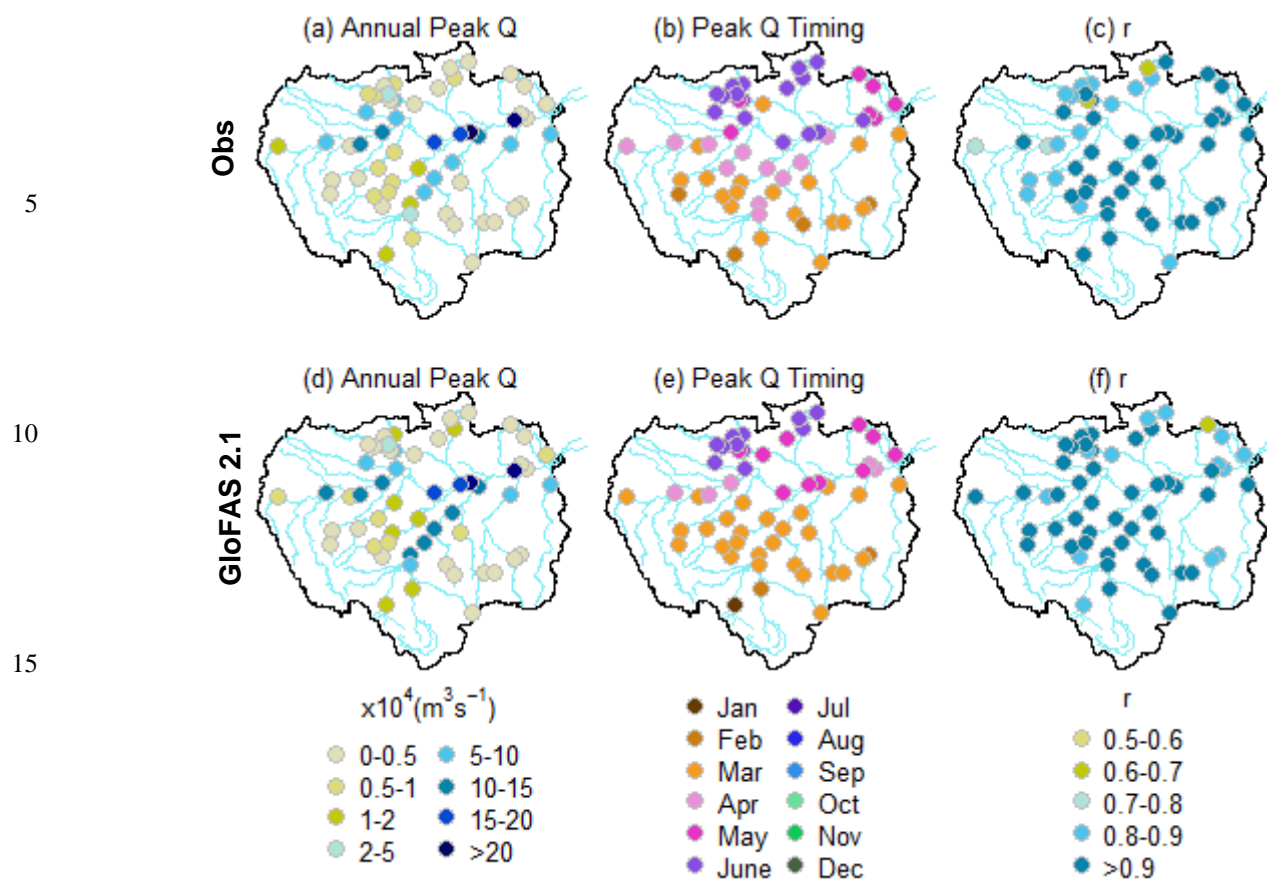 (a) Annual Peak Q
(b) Peak Q Timing
(c) r
Obs
5
(d) Annual Peak Q
(e) Peak Q Timing
(f) r
10
GloFAS 2.1
15
x10⁴(m³s⁻¹)
0-0.5
0.5-1
1-2
2-5
5-10
10-15
15-20
>20
Jan
Feb
Mar
Apr
May
June
Jul
Aug
Sep
Oct
Nov
Dec
r
0.5-0.6
0.6-0.7
0.7-0.8
0.8-0.9
>0.9